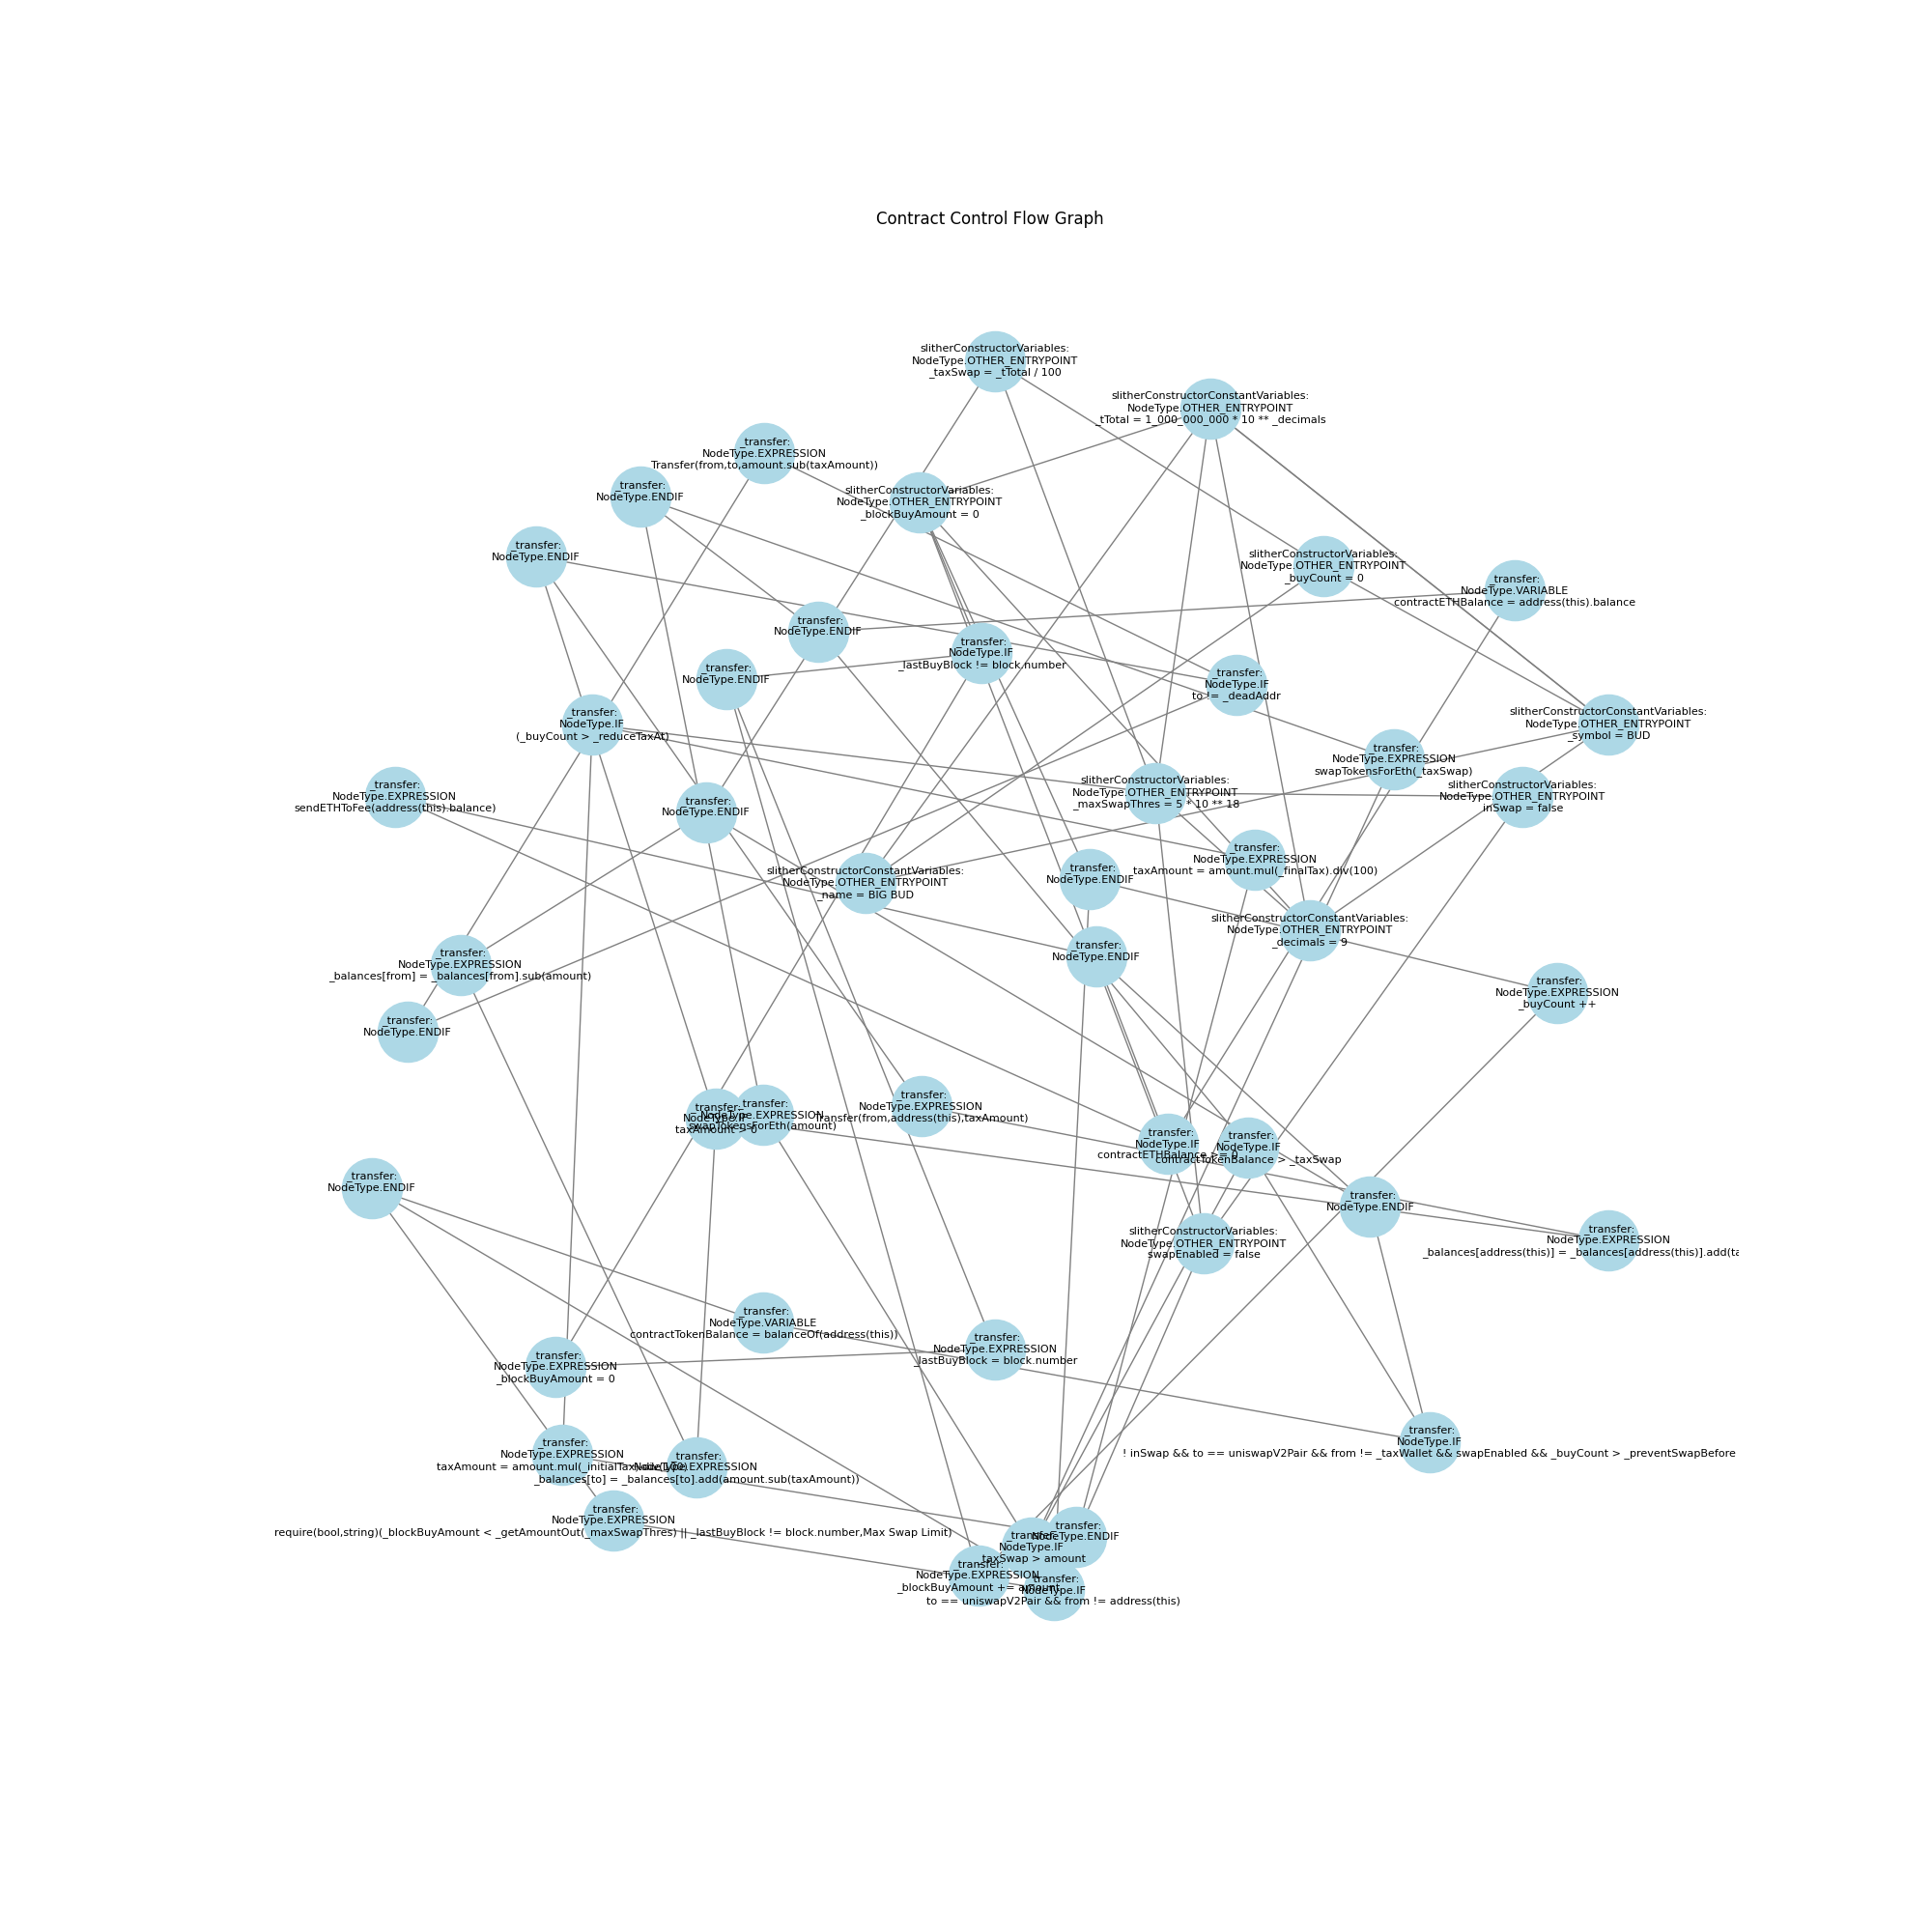 Contract Control Flow Graph
slitherConstructorVariables:
NodeType.OTHER_ENTRYPOINT
_taxSwap = _tTotal / 100
slitherConstructorConstantVariables:
NodeType.OTHER_ENTRYPOINT
_tTotal = 1_000_000_000 * 10 ** _decimals
_transfer:
NodeType.EXPRESSION
Transfer(from,to,amount.sub(taxAmount))
_transfer:
NodeType.ENDIF
slitherConstructorVariables:
NodeType.OTHER_ENTRYPOINT
_blockBuyAmount = 0
_transfer:
NodeType.ENDIF
slitherConstructorVariables:
NodeType.OTHER_ENTRYPOINT
_buyCount = 0
_transfer:
NodeType.VARIABLE
contractETHBalance = address(this).balance
_transfer:
NodeType.ENDIF
_transfer:
NodeType.IF
_lastBuyBlock != block.number
_transfer:
NodeType.ENDIF
_transfer:
NodeType.IF
to != _deadAddr
_transfer:
NodeType.IF
(_buyCount > _reduceTaxAt)
slitherConstructorConstantVariables:
NodeType.OTHER_ENTRYPOINT
_symbol = BUD
_transfer:
NodeType.EXPRESSION
swapTokensForEth(_taxSwap)
_transfer:
NodeType.EXPRESSION
sendETHToFee(address(this).balance)
slitherConstructorVariables:
NodeType.OTHER_ENTRYPOINT
_maxSwapThres = 5 * 10 ** 18
slitherConstructorVariables:
NodeType.OTHER_ENTRYPOINT
inSwap = false
_transfer:
NodeType.ENDIF
_transfer:
NodeType.EXPRESSION
taxAmount = amount.mul(_finalTax).div(100)
slitherConstructorConstantVariables:
NodeType.OTHER_ENTRYPOINT
_name = BIG BUD
_transfer:
NodeType.ENDIF
slitherConstructorConstantVariables:
NodeType.OTHER_ENTRYPOINT
_decimals = 9
_transfer:
NodeType.ENDIF
_transfer:
NodeType.EXPRESSION
_balances[from] = _balances[from].sub(amount)
_transfer:
NodeType.EXPRESSION
_buyCount ++
_transfer:
NodeType.ENDIF
_transfer:
NodeType.IF
taxAmount > 0
_transfer:
NodeType.EXPRESSION
swapTokensForEth(amount)
_transfer:
NodeType.EXPRESSION
Transfer(from,address(this),taxAmount)
_transfer:
NodeType.IF
contractETHBalance >= 0
_transfer:
NodeType.IF
contractTokenBalance > _taxSwap
_transfer:
NodeType.ENDIF
_transfer:
NodeType.ENDIF
slitherConstructorVariables:
NodeType.OTHER_ENTRYPOINT
swapEnabled = false
_transfer:
NodeType.EXPRESSION
_balances[address(this)] = _balances[address(this)].add(ta
_transfer:
NodeType.VARIABLE
contractTokenBalance = balanceOf(address(this))
_transfer:
NodeType.EXPRESSION
_lastBuyBlock = block.number
_transfer:
NodeType.EXPRESSION
_blockBuyAmount = 0
_transfer:
NodeType.IF
! inSwap && to == uniswapV2Pair && from != _taxWallet && swapEnabled && _buyCount > _preventSwapBefore
_transfer:
NodeType.EXPRESSION
taxAmount = amount.mul(_initialTax).div(100)
_transfer:
NodeType.EXPRESSION
_balances[to] = _balances[to].add(amount.sub(taxAmount))
_transfer:
NodeType.EXPRESSION
require(bool,string)(_blockBuyAmount < _getAmountOut(_maxSwapThres) || _lastBuyBlock != block.number,Max Swap Limit)
_transfer:
NodeType.ENDIF
_transfer:
NodeType.IF
_taxSwap > amount
_transfer:
NodeType.EXPRESSION
_blockBuyAmount += amount
_transfer:
NodeType.IF
to == uniswapV2Pair && from != address(this)